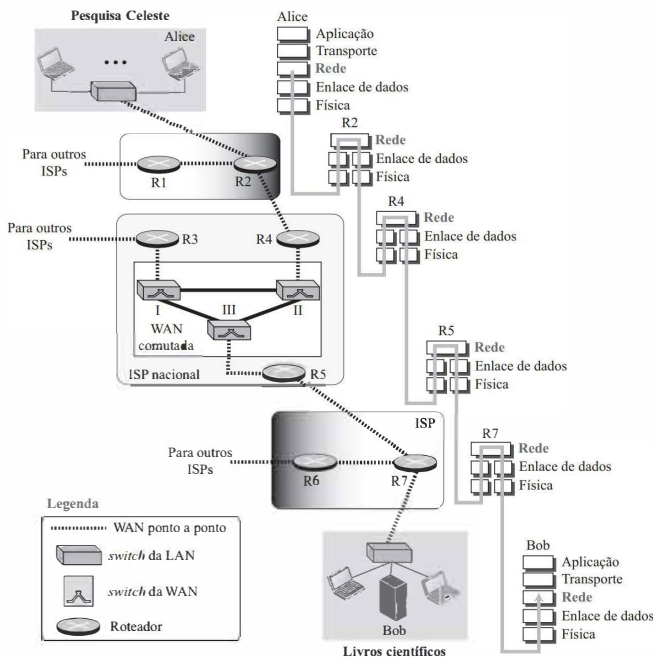 Pesquisa Celeste
Alice
Para outros
ISPs
R1
R2
Para outros
ISPs
R3
R4
I
III
II
WAN
comutada
ISP nacional
R5
ISP
Para outros
ISPs
R6
R7
Bob
Livros científicos
Legenda
WAN ponto a ponto
switch da LAN
switch da WAN
Roteador
Alice
Aplicação
Transporte
Rede
Enlace de dados
Física
R2
Rede
Enlace de dados
Física
R4
Rede
Enlace de dados
Física
R5
Rede
Enlace de dados
Física
R7
Rede
Enlace de dados
Física
Bob
Aplicação
Transporte
Rede
Enlace de dados
Física